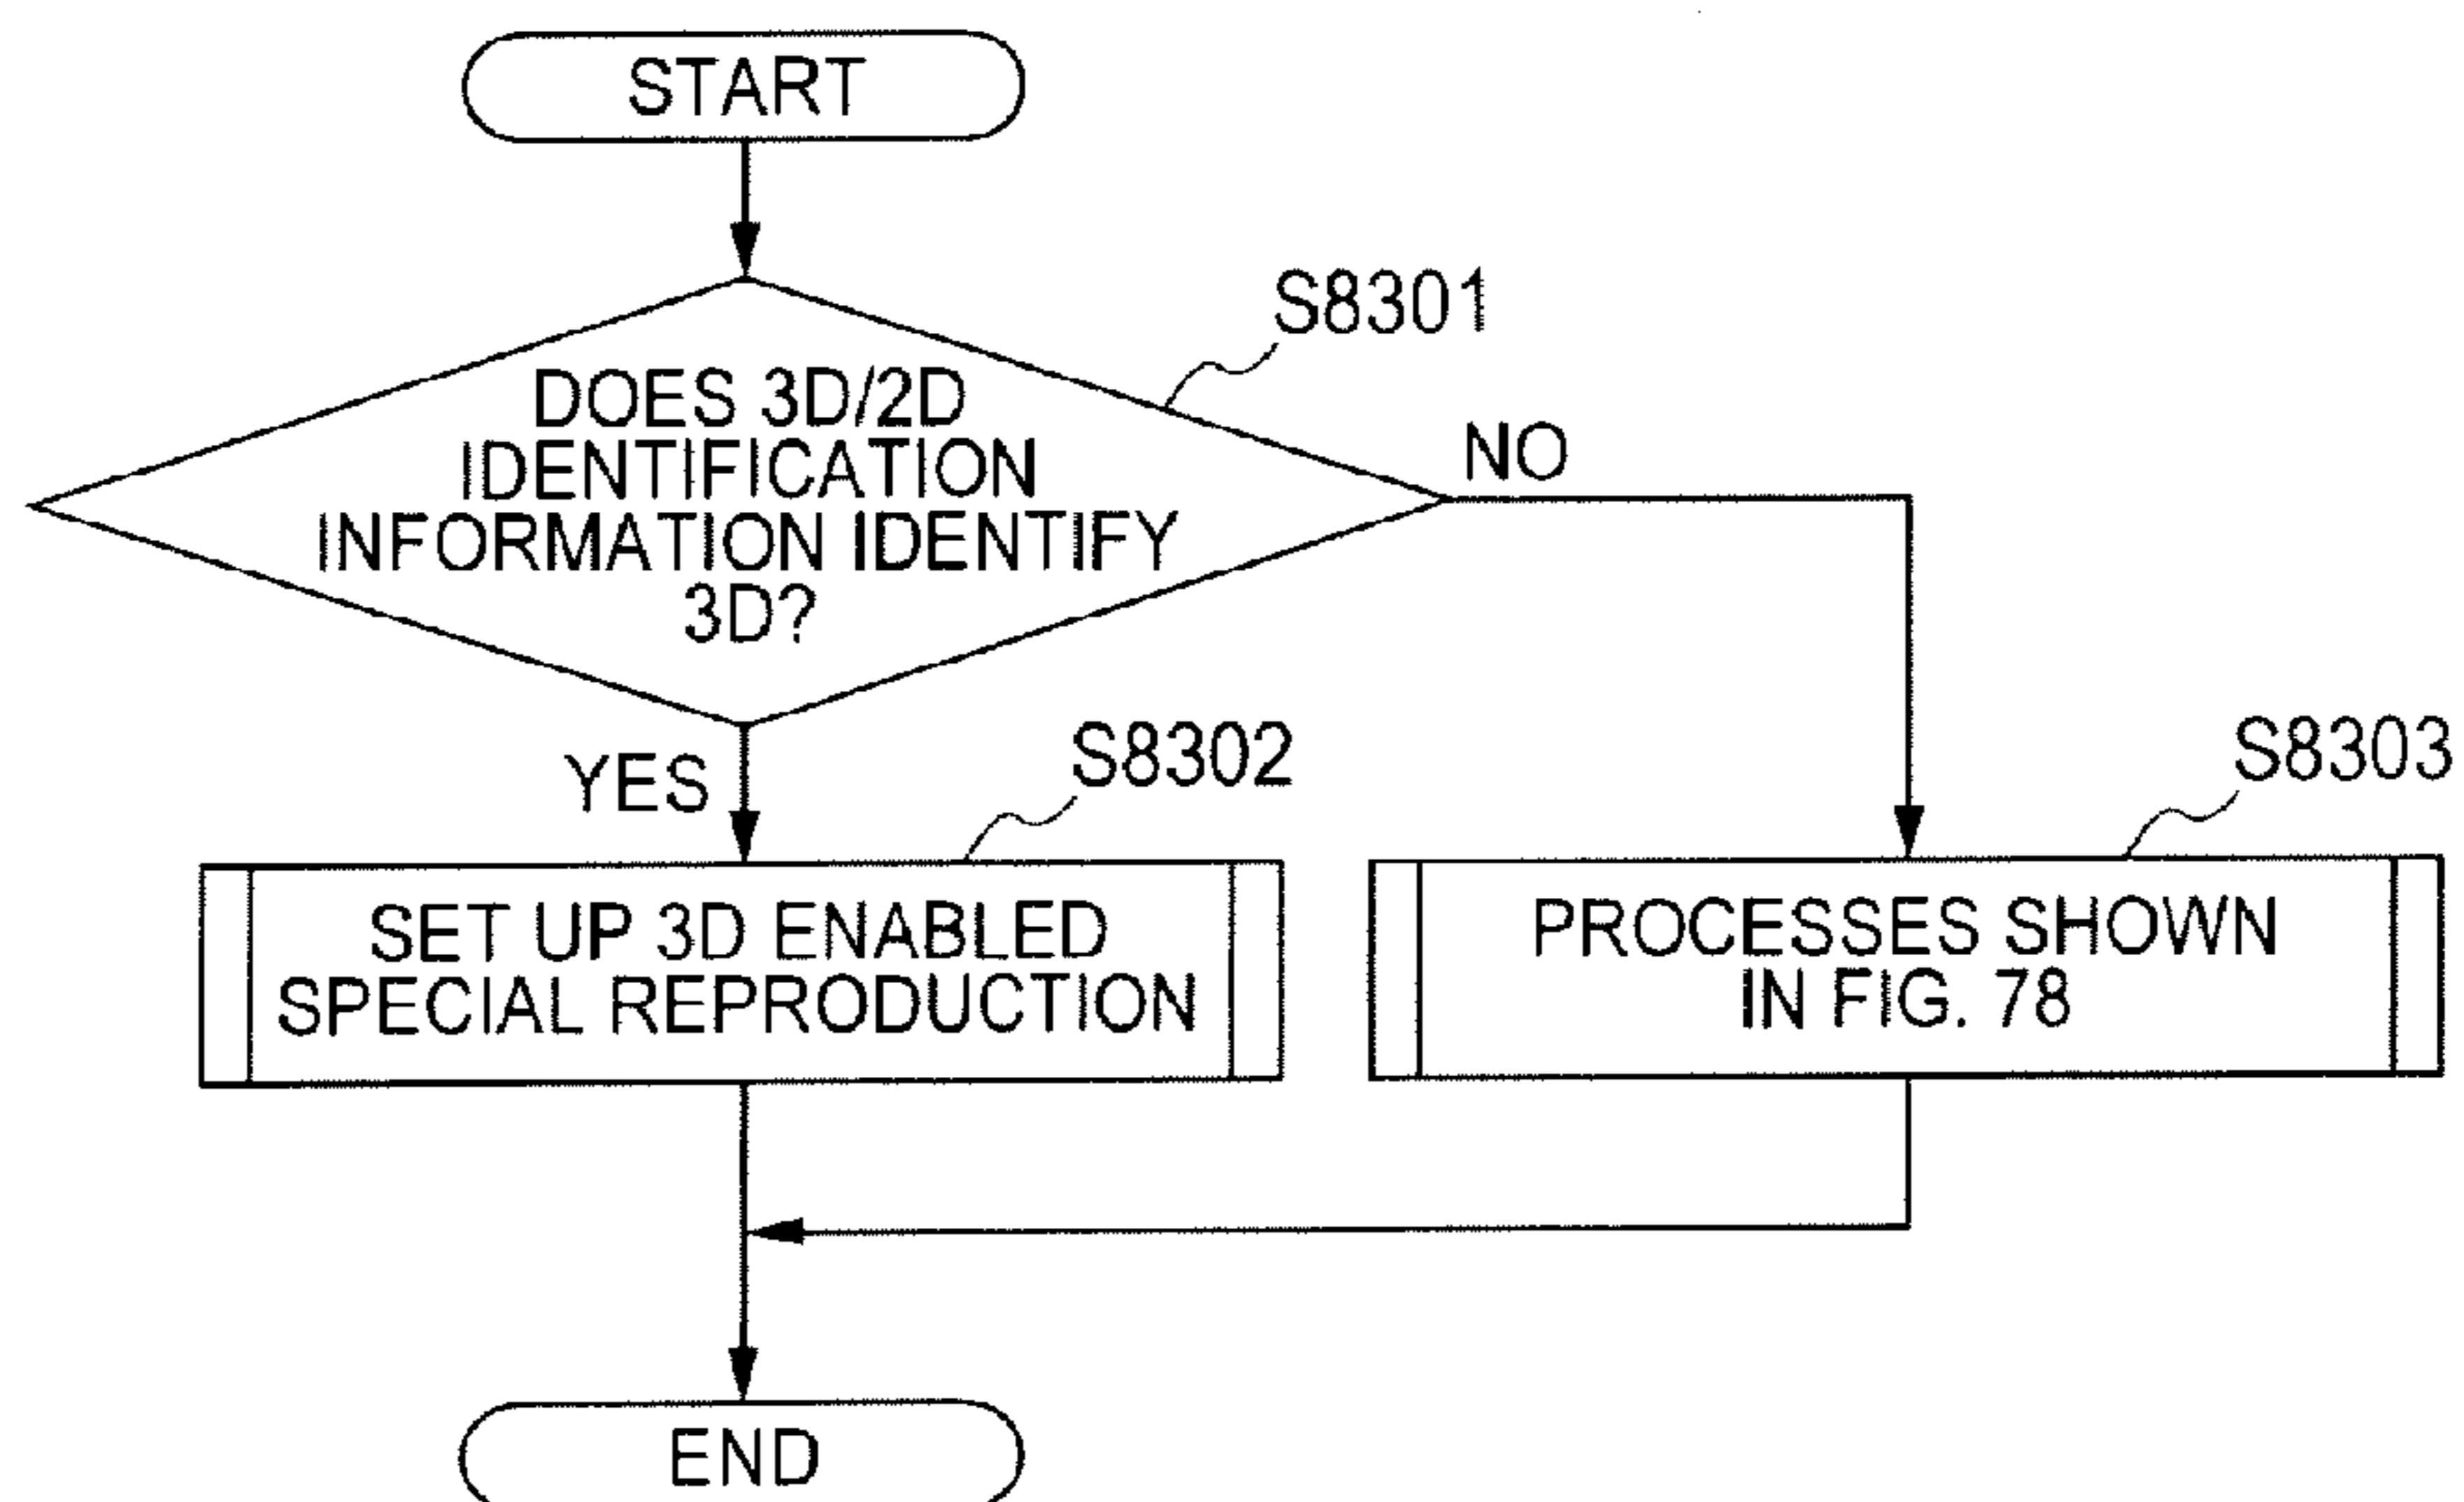 START
S8301
DOES 3D/2D
IDENTIFICATION
INFORMATION IDENTIFY
3D?
NO
YES
S8302
S8303
SET UP 3D ENABLED
SPECIAL REPRODUCTION
PROCESSES SHOWN
IN FIG. 78
END